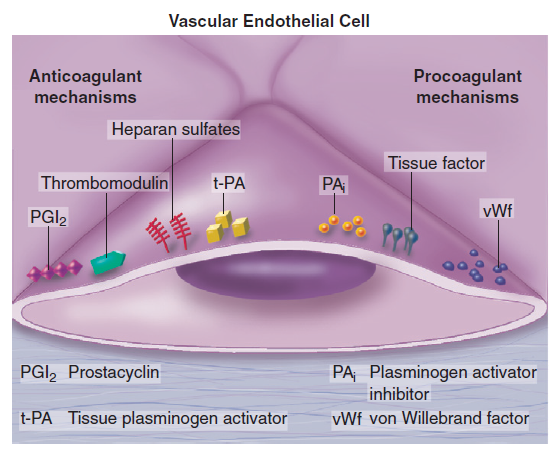 Vascular Endothelial Cell
Anticoagulant
mechanisms
Procoagulant
mechanisms
Heparan sulfates
Tissue factor
Thrombomodulin
t-PA
PAi
PGI2
vWf
PGI2 Prostacyclin
PAi Plasminogen activator
inhibitor
t-PA Tissue plasminogen activator
vWf von Willebrand factor